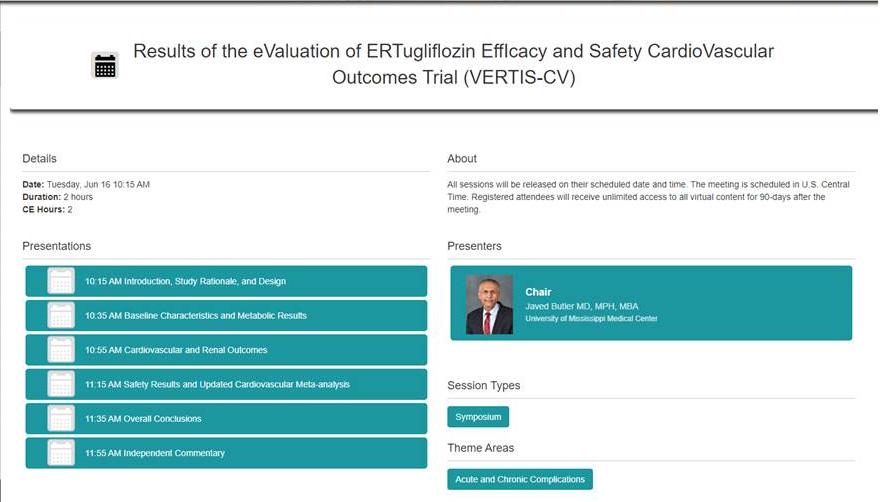 Results of the eValuation of ERTugliflozin EffIcacy and Safety CardioVascular
Outcomes Trial (VERTIS-CV)
Details
Date: Tuesday, Jun 16 10:15 AM
Duration: 2 hours
CE Hours: 2
Presentations
10:15 AM Introduction, Study Rationale, and Design
10:35 AM Baseline Characteristics and Metabolic Results
10:55 AM Cardiovascular and Renal Outcomes
11:15 AM Safety Results and Updated Cardiovascular Meta-analysis
11:35 AM Overall Conclusions
11:55 AM Independent Commentary
About
All sessions will be released on their scheduled date and time. The meeting is scheduled in U.S. Central
Time. Registered attendees will receive unlimited access to all virtual content for 90-days after the
meeting.
Presenters
Chair
Javed Butler MD, MPH, MBA
University of Mississippi Medical Center
Session Types
Symposium
Theme Areas
Acute and Chronic Complications